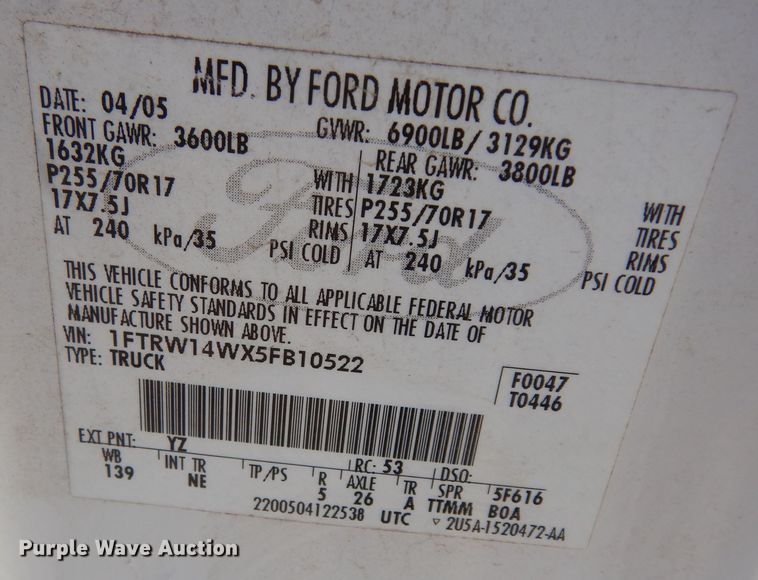 MFD. BY FORD MOTOR CO.
DATE: 04/05 GVWR: 6900LB/ 3129KG
FRONT GAWR: 3600LB REAR GAWR: 3800LB
1632KG WITH 1723KG WITH
P255/70R17 TIRES P255/70R17 TIRES
17X7.5J RIMS 17X7.5J RIMS
AT 240 kPa/35 PSI COLD AT 240 kPa/35 PSI COLD
THIS VEHICLE CONFORMS TO ALL APPLICABLE FEDERAL MOTOR
VEHICLE SAFETY STANDARDS IN EFFECT ON THE DATE OF
MANUFACTURE SHOWN ABOVE.
VIN: 1FTRW14WX5FB10522
TYPE: TRUCK
F0047
T0446
EXT PNT: YZ RC: 53 DSO:
WB INT TR TP/PS R AXLE TR SPR 5F616
139 NE 5 26 A TTMM BOA
2200504122538 UTC ▽ 2U5A-1520472-AA
Ford
Purple Wave Auction